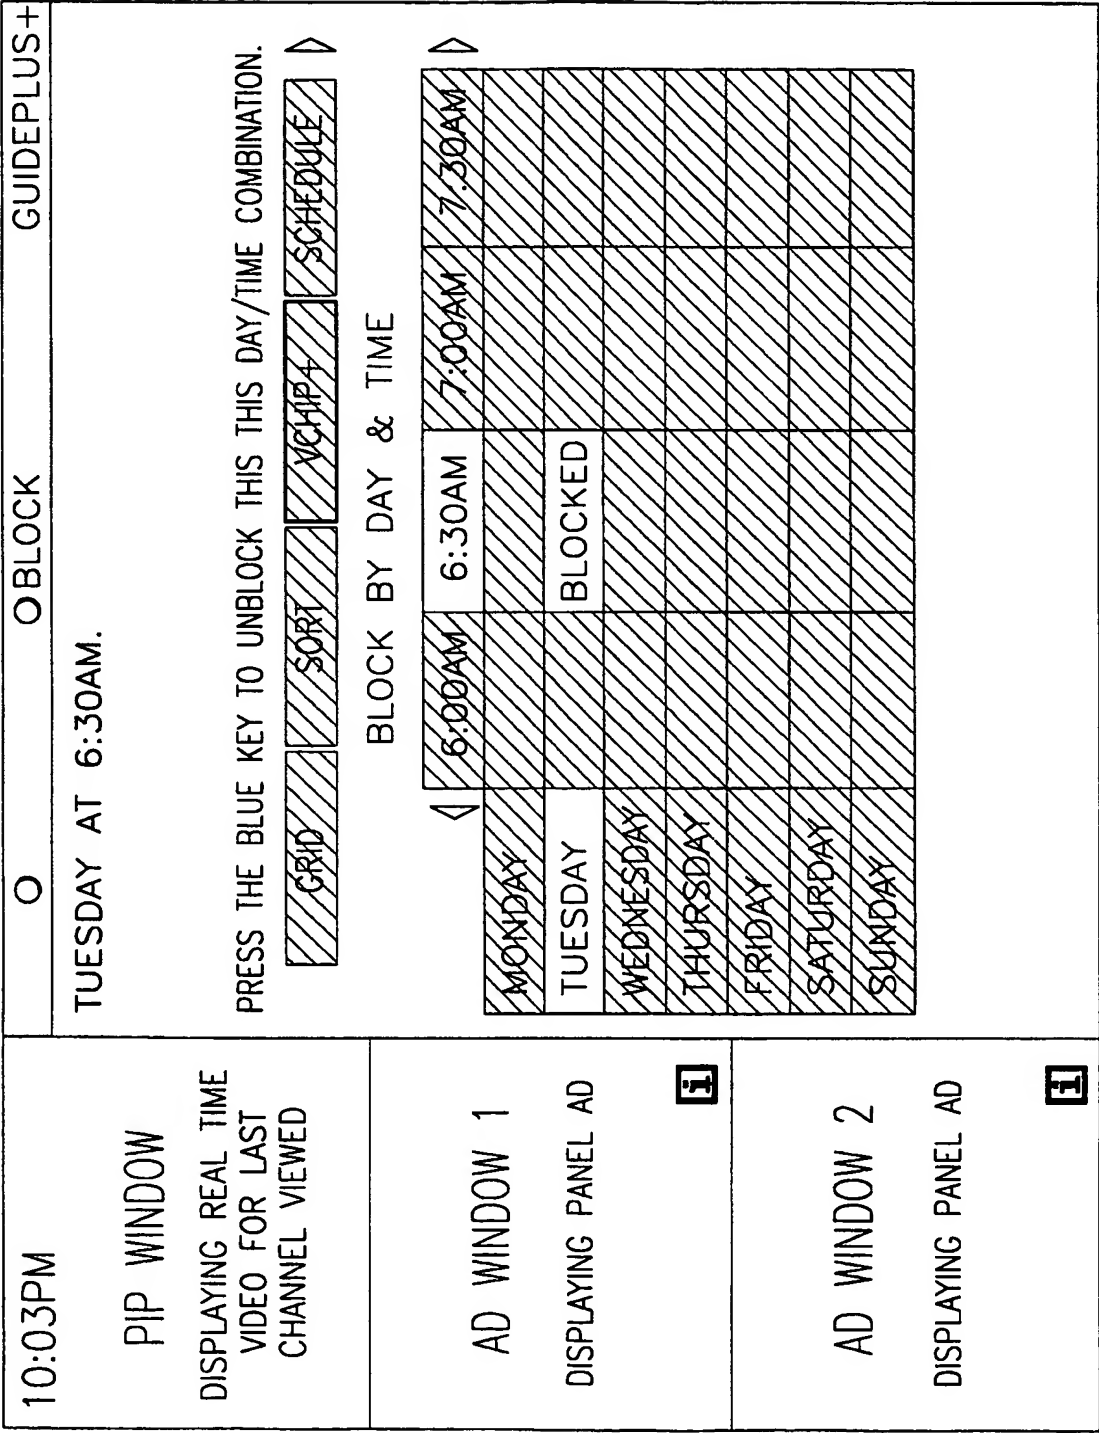 10:03PM
O
O BLOCK
GUIDEPLUS+
PIP WINDOW
DISPLAYING REAL TIME
VIDEO FOR LAST
CHANNEL VIEWED
AD WINDOW 1
DISPLAYING PANEL AD
i
AD WINDOW 2
DISPLAYING PANEL AD
i
TUESDAY AT 6:30AM.
PRESS THE BLUE KEY TO UNBLOCK THIS THIS DAY/TIME COMBINATION.
GRID SORT VCHIP+ SCHEDULE
BLOCK BY DAY & TIME
6:00AM 6:30AM 7:00AM 7:30AM
MONDAY
TUESDAY BLOCKED
WEDNESDAY
THURSDAY
FRIDAY
SATURDAY
SUNDAY